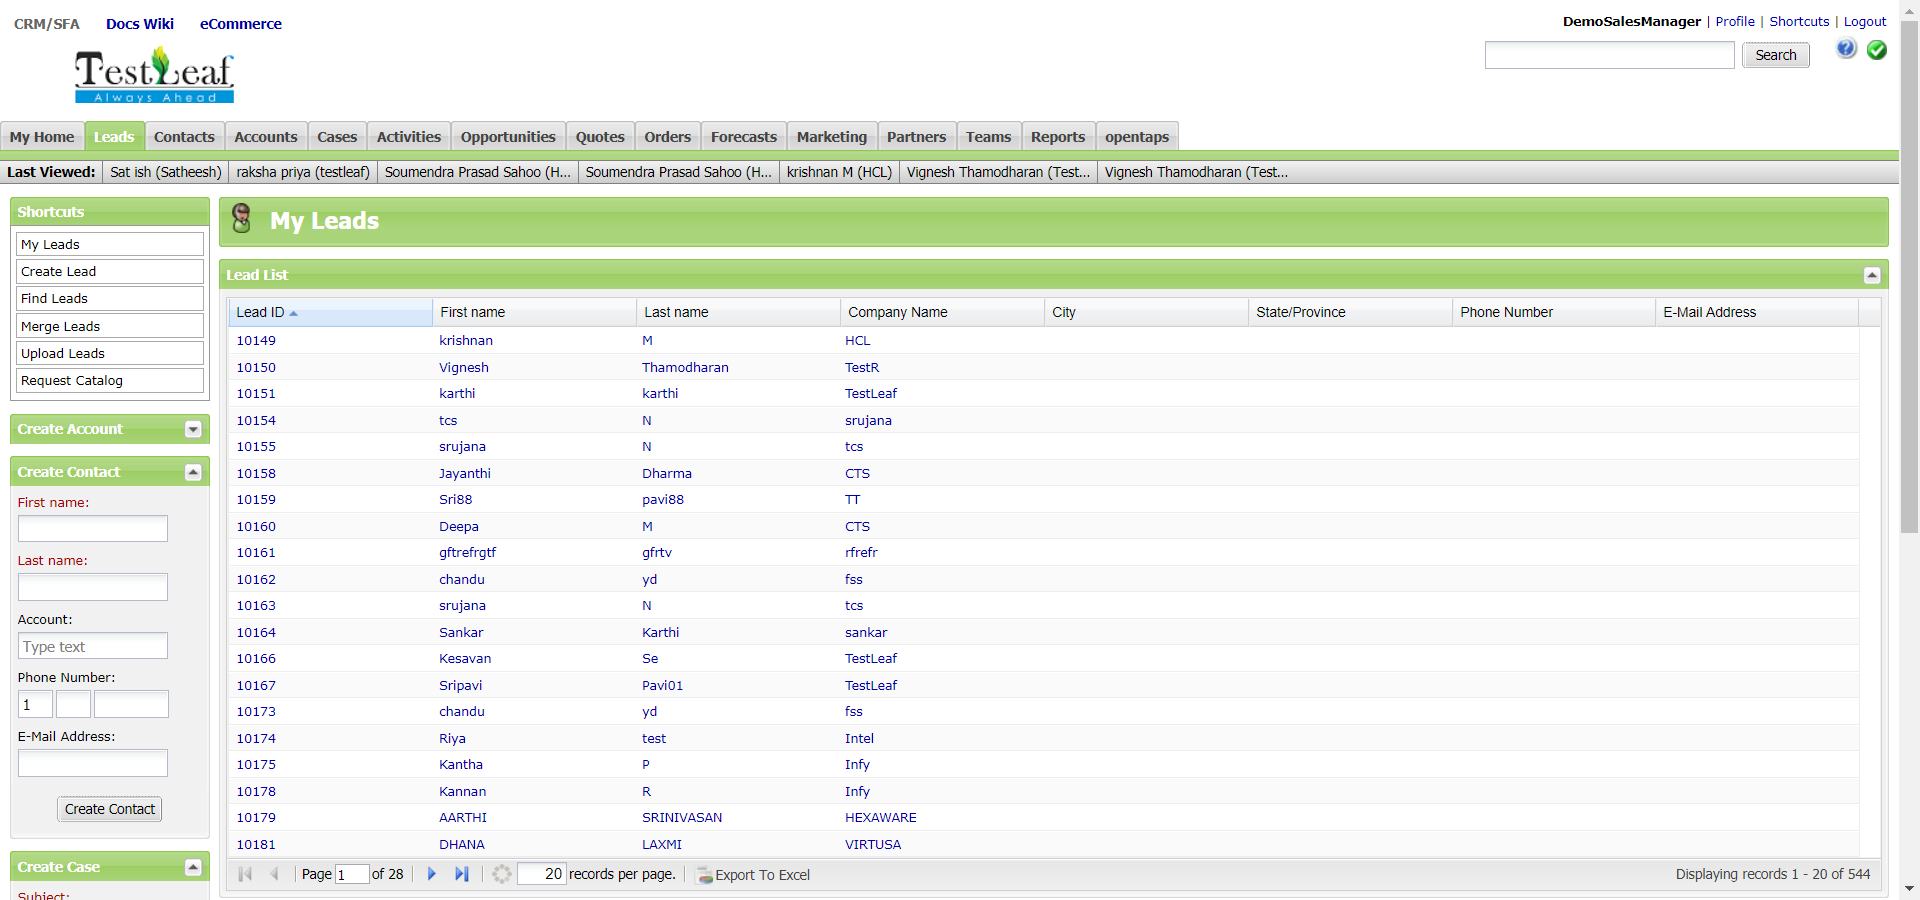 CRM/SFA Docs Wiki eCommerce
DemoSalesManager | Profile | Shortcuts | Logout
Search
TestLeaf
Always Ahead
My Home Leads Contacts Accounts Cases Activities Opportunities Quotes Orders Forecasts Marketing Partners Teams Reports opentaps
Last Viewed: Sat ish (Satheesh) raksha priya (testleaf) Soumendra Prasad Sahoo (H... Soumendra Prasad Sahoo (H... krishnan M (HCL) Vignesh Thamodharan (Test... Vignesh Thamodharan (Test...
Shortcuts
My Leads
Create Lead
Find Leads
Merge Leads
Upload Leads
Request Catalog
Create Account
Create Contact
First name:
Last name:
Account:
Type text
Phone Number:
1
E-Mail Address:
Create Contact
Create Case
Subject:
My Leads
Lead List
Lead ID First name Last name Company Name City State/Province Phone Number E-Mail Address
10149 krishnan M HCL
10150 Vignesh Thamodharan TestR
10151 karthi karthi TestLeaf
10154 tcs N srujana
10155 srujana N tcs
10158 Jayanthi Dharma CTS
10159 Sri88 pavi88 TT
10160 Deepa M CTS
10161 gftrefrgtf gfrtv rfrefr
10162 chandu yd fss
10163 srujana N tcs
10164 Sankar Karthi sankar
10166 Kesavan Se TestLeaf
10167 Sripavi Pavi01 TestLeaf
10173 chandu yd fss
10174 Riya test Intel
10175 Kantha P Infy
10178 Kannan R Infy
10179 AARTHI SRINIVASAN HEXAWARE
10181 DHANA LAXMI VIRTUSA
Page 1 of 28 20 records per page. Export To Excel Displaying records 1 - 20 of 544